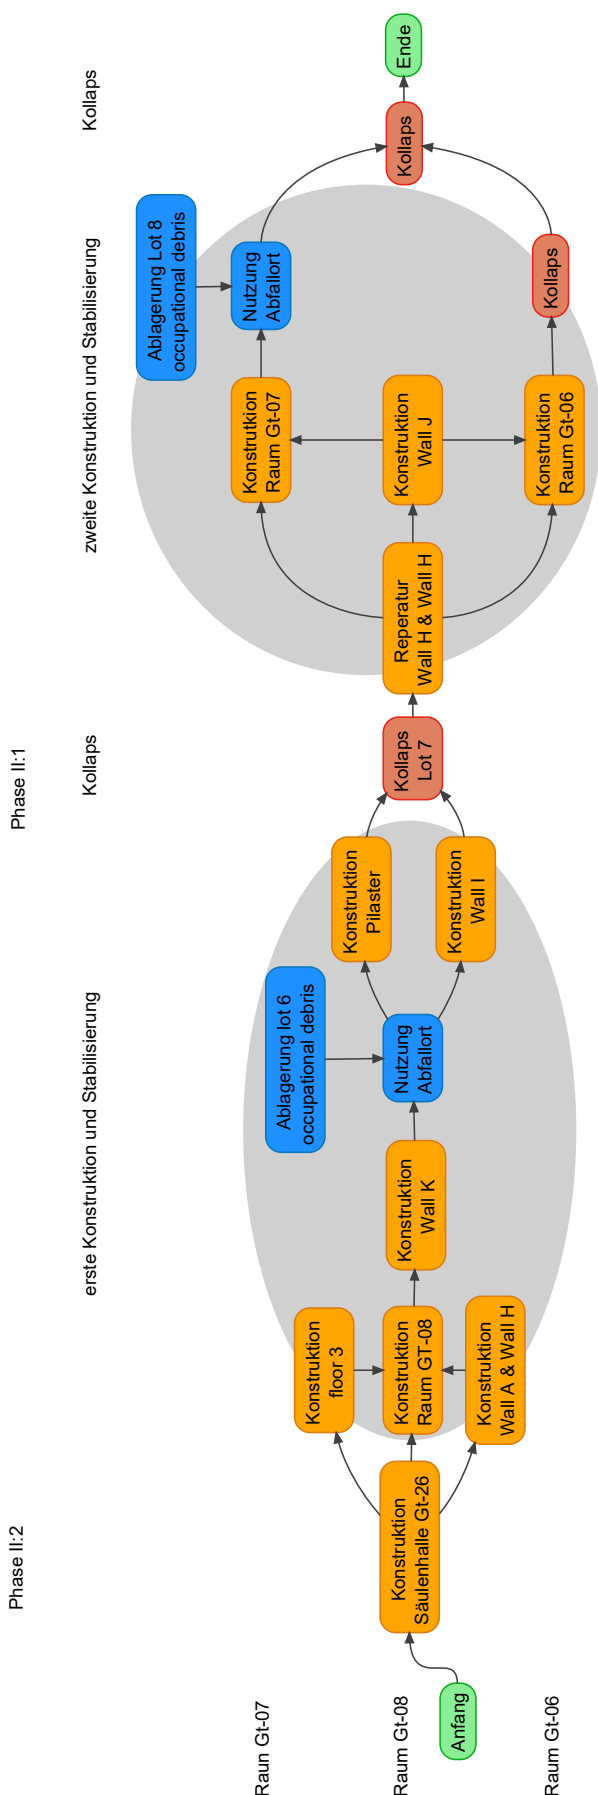 Phase II:2
Phase II:1
erste Konstruktion und Stabilisierung
Kollaps
zweite Konstruktion und Stabilisierung
Kollaps
Raun Gt-07
Raum Gt-08
Raum Gt-06
Anfang
Konstruktion
Säulenhalle Gt-26
Konstruktion
floor 3
Konstruktion
Raum GT-08
Konstruktion
Wall A & Wall H
Konstruktion
Wall K
Ablagerung lot 6
occupational debris
Nutzung
Abfallort
Konstruktion
Pilaster
Konstruktion
Wall I
Kollaps
Lot 7
Reperatur
Wall H & Wall H
Konstrutkion
Raum Gt-07
Konstruktion
Wall J
Konstruktion
Raum Gt-06
Ablagerung Lot 8
occupational debris
Nutzung
Abfallort
Kollaps
Kollaps
Ende